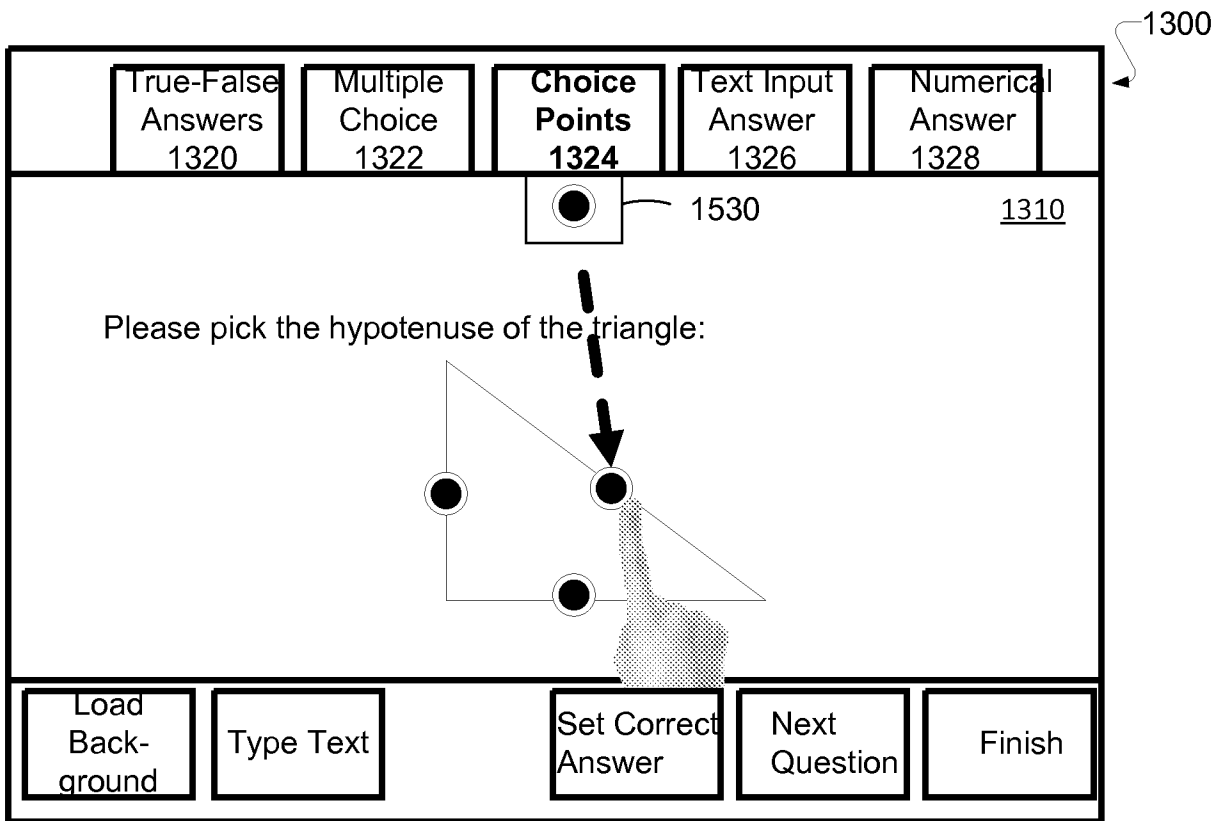 1300
True-False
Answers
1320
Multiple
Choice
1322
Choice
Points
1324
Text Input
Answer
1326
Numerical
Answer
1328
1530
1310
Please pick the hypotenuse of the triangle:
Load
Back-
ground
Type Text
Set Correct
Answer
Next
Question
Finish